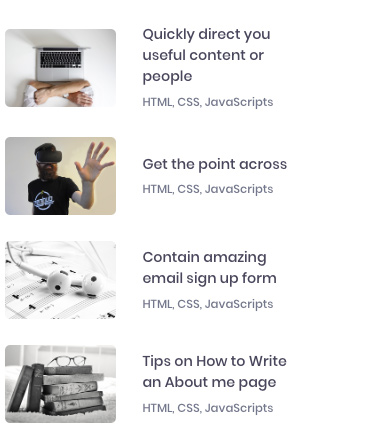 Quickly direct you
useful content or
people
HTML, CSS, JavaScripts
Get the point across
HTML, CSS, JavaScripts
Contain amazing
email sign up form
HTML, CSS, JavaScripts
Tips on How to Write
an About me page
HTML, CSS, JavaScripts